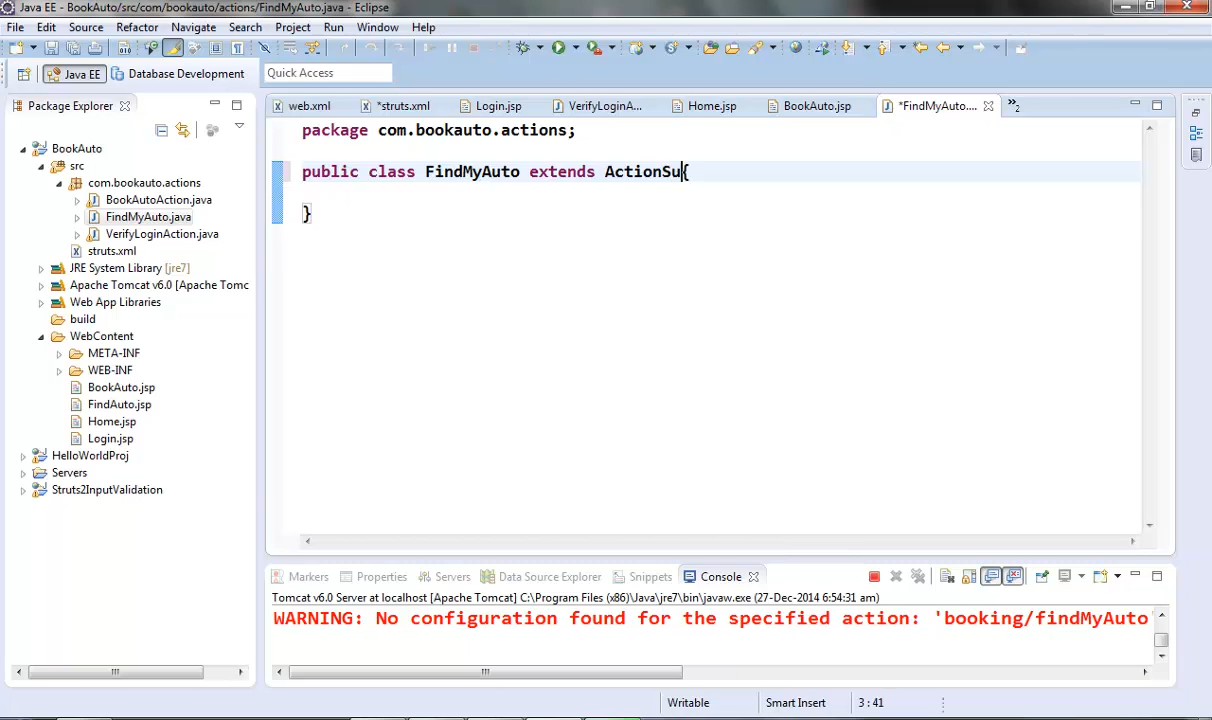 Java EE - BookAuto/src/com/bookauto/actions/FindMyAuto.java - Eclipse
File Edit Source Refactor Navigate Search Project Run Window Help
Java EE Database Development Quick Access
Package Explorer
web.xml *struts.xml Login.jsp VerifyLoginA... Home.jsp BookAuto.jsp *FindMyAuto.... »2
BookAuto
src
com.bookauto.actions
BookAutoAction.java
FindMyAuto.java
VerifyLoginAction.java
struts.xml
JRE System Library [jre7]
Apache Tomcat v6.0 [Apache Tomc
Web App Libraries
build
WebContent
META-INF
WEB-INF
BookAuto.jsp
FindAuto.jsp
Home.jsp
Login.jsp
HelloWorldProj
Servers
Struts2InputValidation
package com.bookauto.actions;
public class FindMyAuto extends ActionSu{
}
Markers Properties Servers Data Source Explorer Snippets Console
Tomcat v6.0 Server at localhost [Apache Tomcat] C:\Program Files (x86)\Java\jre7\bin\javaw.exe (27-Dec-2014 6:54:31 am)
WARNING: No configuration found for the specified action: 'booking/findMyAuto'
Writable Smart Insert 3 : 41